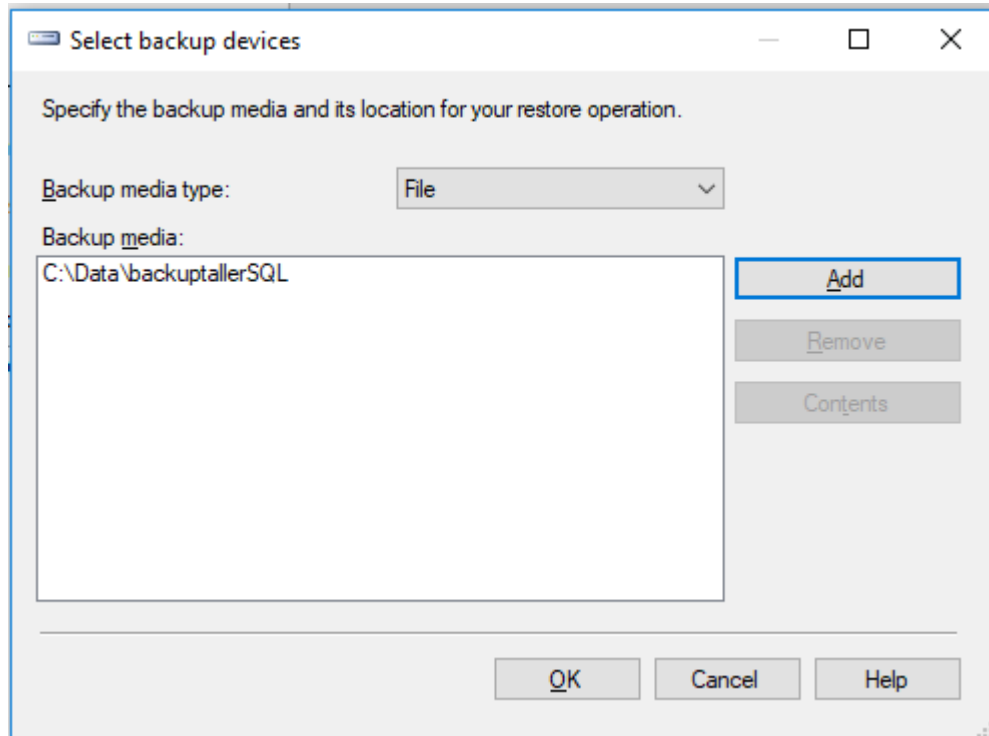 Select backup devices
Specify the backup media and its location for your restore operation.
Backup media type: File
Backup media:
C:\Data\backuptallerSQL
Add
Remove
Contents
OK Cancel Help